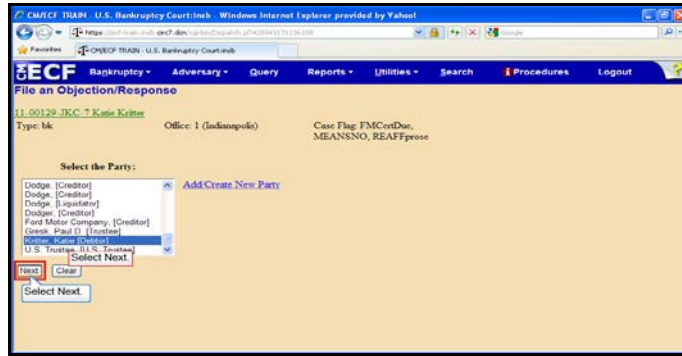 CM/ECF TRAIN - U.S. Bankruptcy Court:insb - Windows Internet Explorer provided by Yahoo!
Google
Favorites CM/ECF TRAIN - U.S. Bankruptcy Court:insb
ECF Bankruptcy Adversary Query Reports Utilities Search Procedures Logout
File an Objection/Response
11-00129-JKC-7 Katie Kritter
Type: bk Office: 1 (Indianapolis) Case Flag: FMCertDue,
MEANSNO, REAFFprose
Select the Party:
Dodge, [Creditor] Add/Create New Party
Dodge, [Liquidator]
Dodger, [Creditor]
Ford Motor Company, [Creditor]
Gresk, Paul D. [Trustee]
Kritter, Katie [Debtor]
U.S. Trustee, [U.S. Trustee]
Select Next.
Next Clear
Select Next.